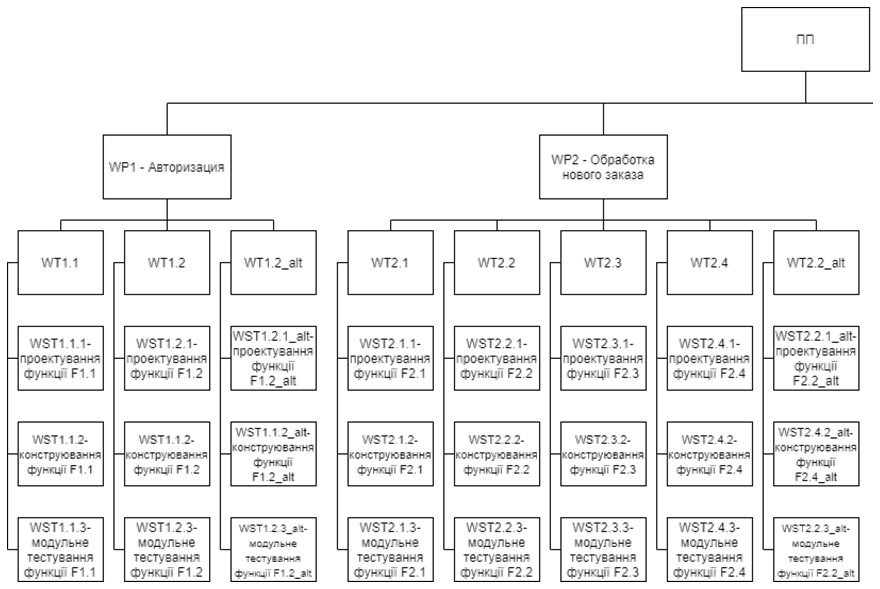 ПП
WP1 - Авторизация
WP2 - Обработка
нового заказа
WT1.1
WT1.2
WT1.2_alt
WT2.1
WT2.2
WT2.3
WT2.4
WT2.2_alt
WST1.1.1-
проектування
функції F1.1
WST1.2.1-
проектування
функції F1.2
WST1.2.1_alt-
проектування
функції
F1.2_alt
WST2.1.1-
проектування
функції F2.1
WST2.2.1-
проектування
функції F2.2
WST2.3.1-
проектування
функції F2.3
WST2.4.1-
проектування
функції F2.4
WST2.2.1_alt-
проектування
функції
F2.2_alt
WST1.1.2-
конструювання
функції F1.1
WST1.1.2-
конструювання
функції F1.2
WST1.1.2_alt-
конструювання
функції
F1.2_alt
WST2.1.2-
конструювання
функції F2.1
WST2.2.2-
конструювання
функції F2.2
WST2.3.2-
конструювання
функції F2.3
WST2.4.2-
конструювання
функції F2.4
WST2.4.2_alt-
конструювання
функції
F2.4_alt
WST1.1.3-
модульне
тестування
функції F1.1
WST1.2.3-
модульне
тестування
функції F1.2
WST1.2.3_alt-
модульне
тестування
функції F1.2_alt
WST2.1.3-
модульне
тестування
функції F2.1
WST2.2.3-
модульне
тестування
функції F2.2
WST2.3.3-
модульне
тестування
функції F2.3
WST2.4.3-
модульне
тестування
функції F2.4
WST2.2.3_alt-
модульне
тестування
функції F2.2_alt